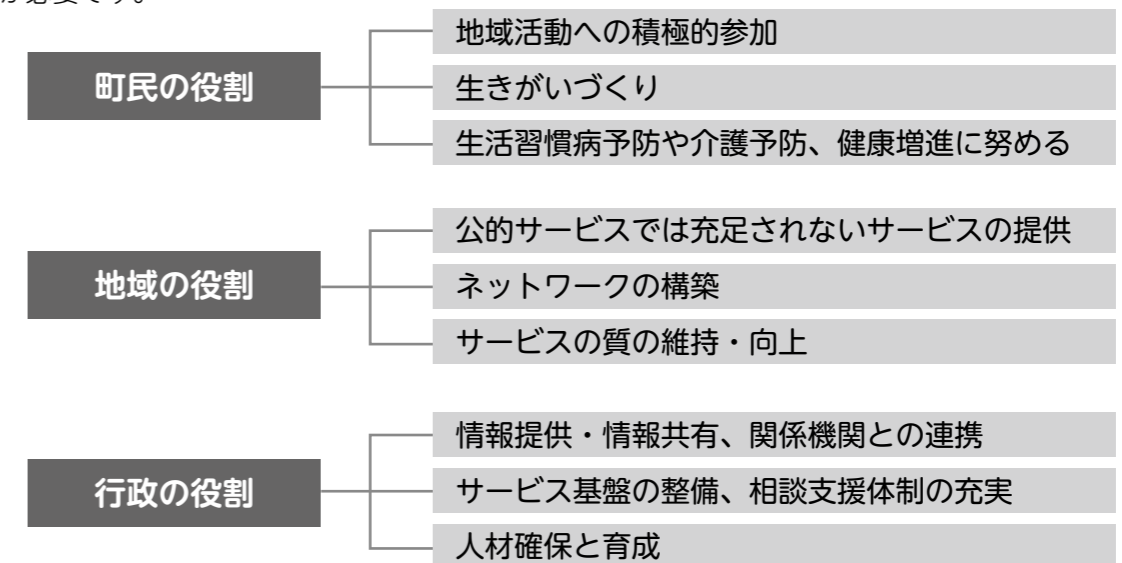 が必要です。
町民の役割
地域活動への積極的参加
生きがいづくり
生活習慣病予防や介護予防、健康増進に努める
地域の役割
公的サービスでは充足されないサービスの提供
ネットワークの構築
サービスの質の維持・向上
行政の役割
情報提供・情報共有、関係機関との連携
サービス基盤の整備、相談支援体制の充実
人材確保と育成